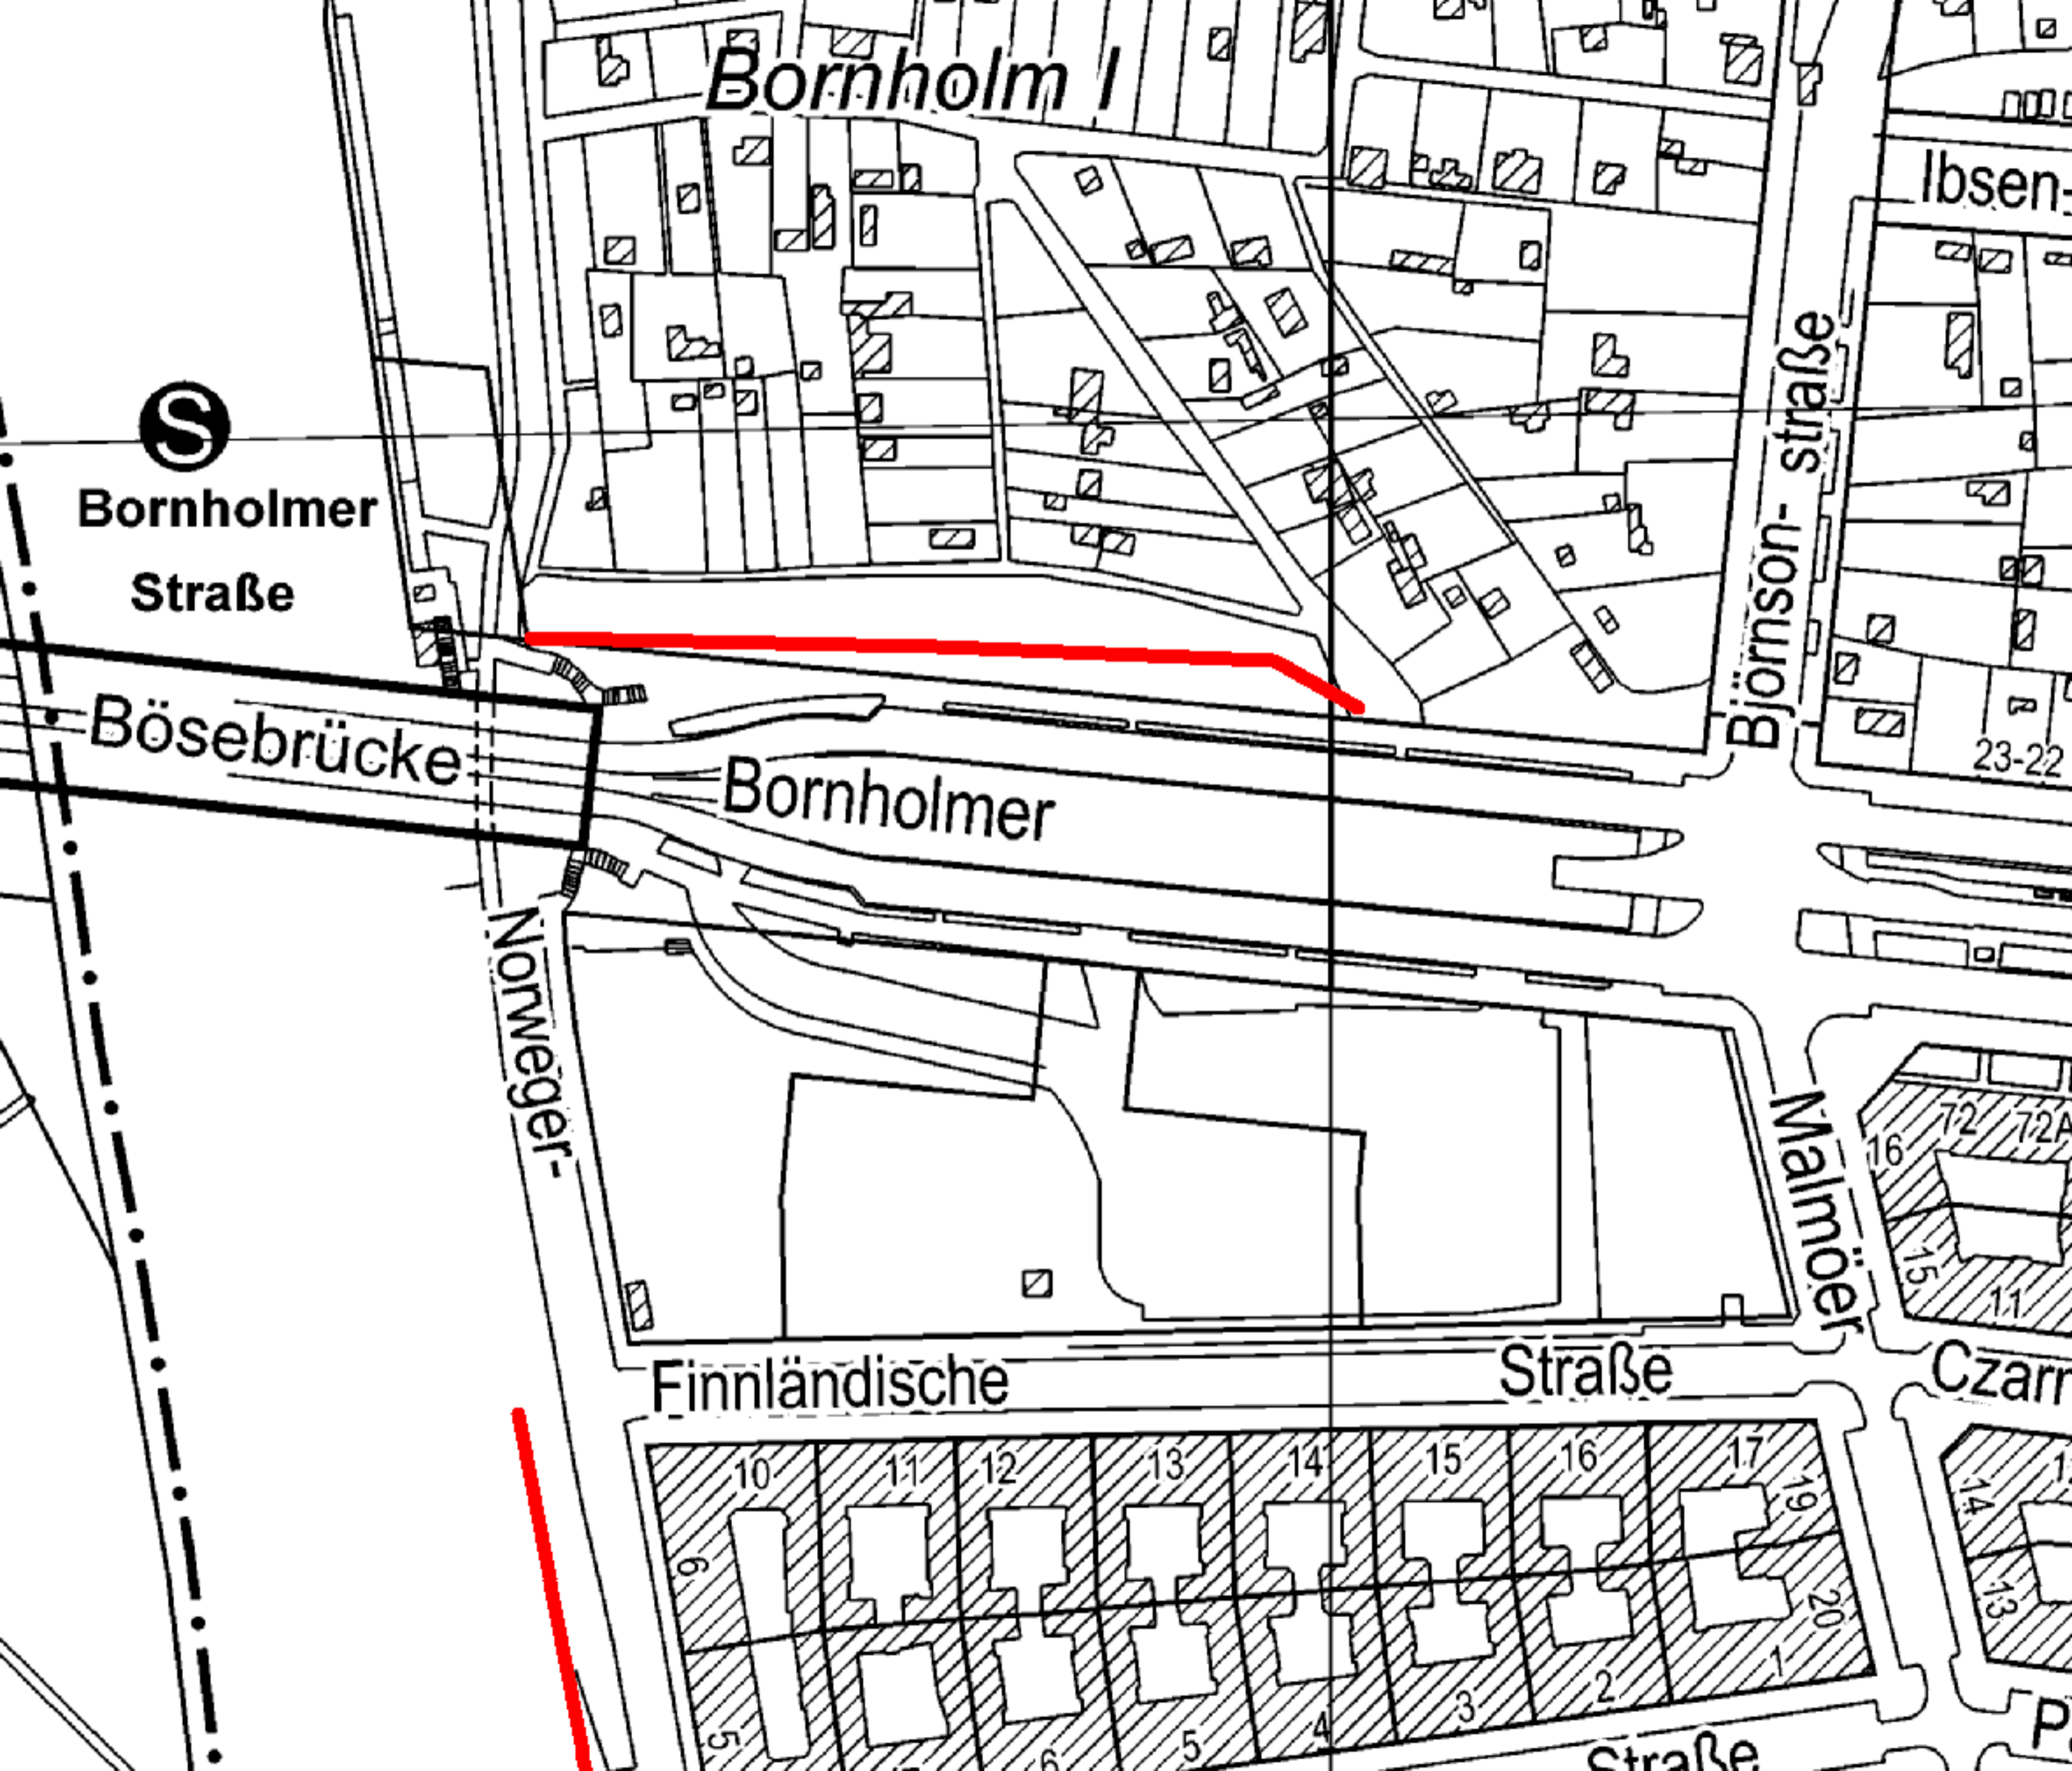 Bornholm I
Ibsen-
S
Bornholmer
Straße
Björnson- straße
Bösebrücke
Bornholmer
23-22
Norweger-
Malmöer
72
72A
16
15
11
Finnländische
Straße
Czarn
10
11
12
13
14
15
16
17
19
14
6
13
20
1
2
3
4
5
6
5
Straße